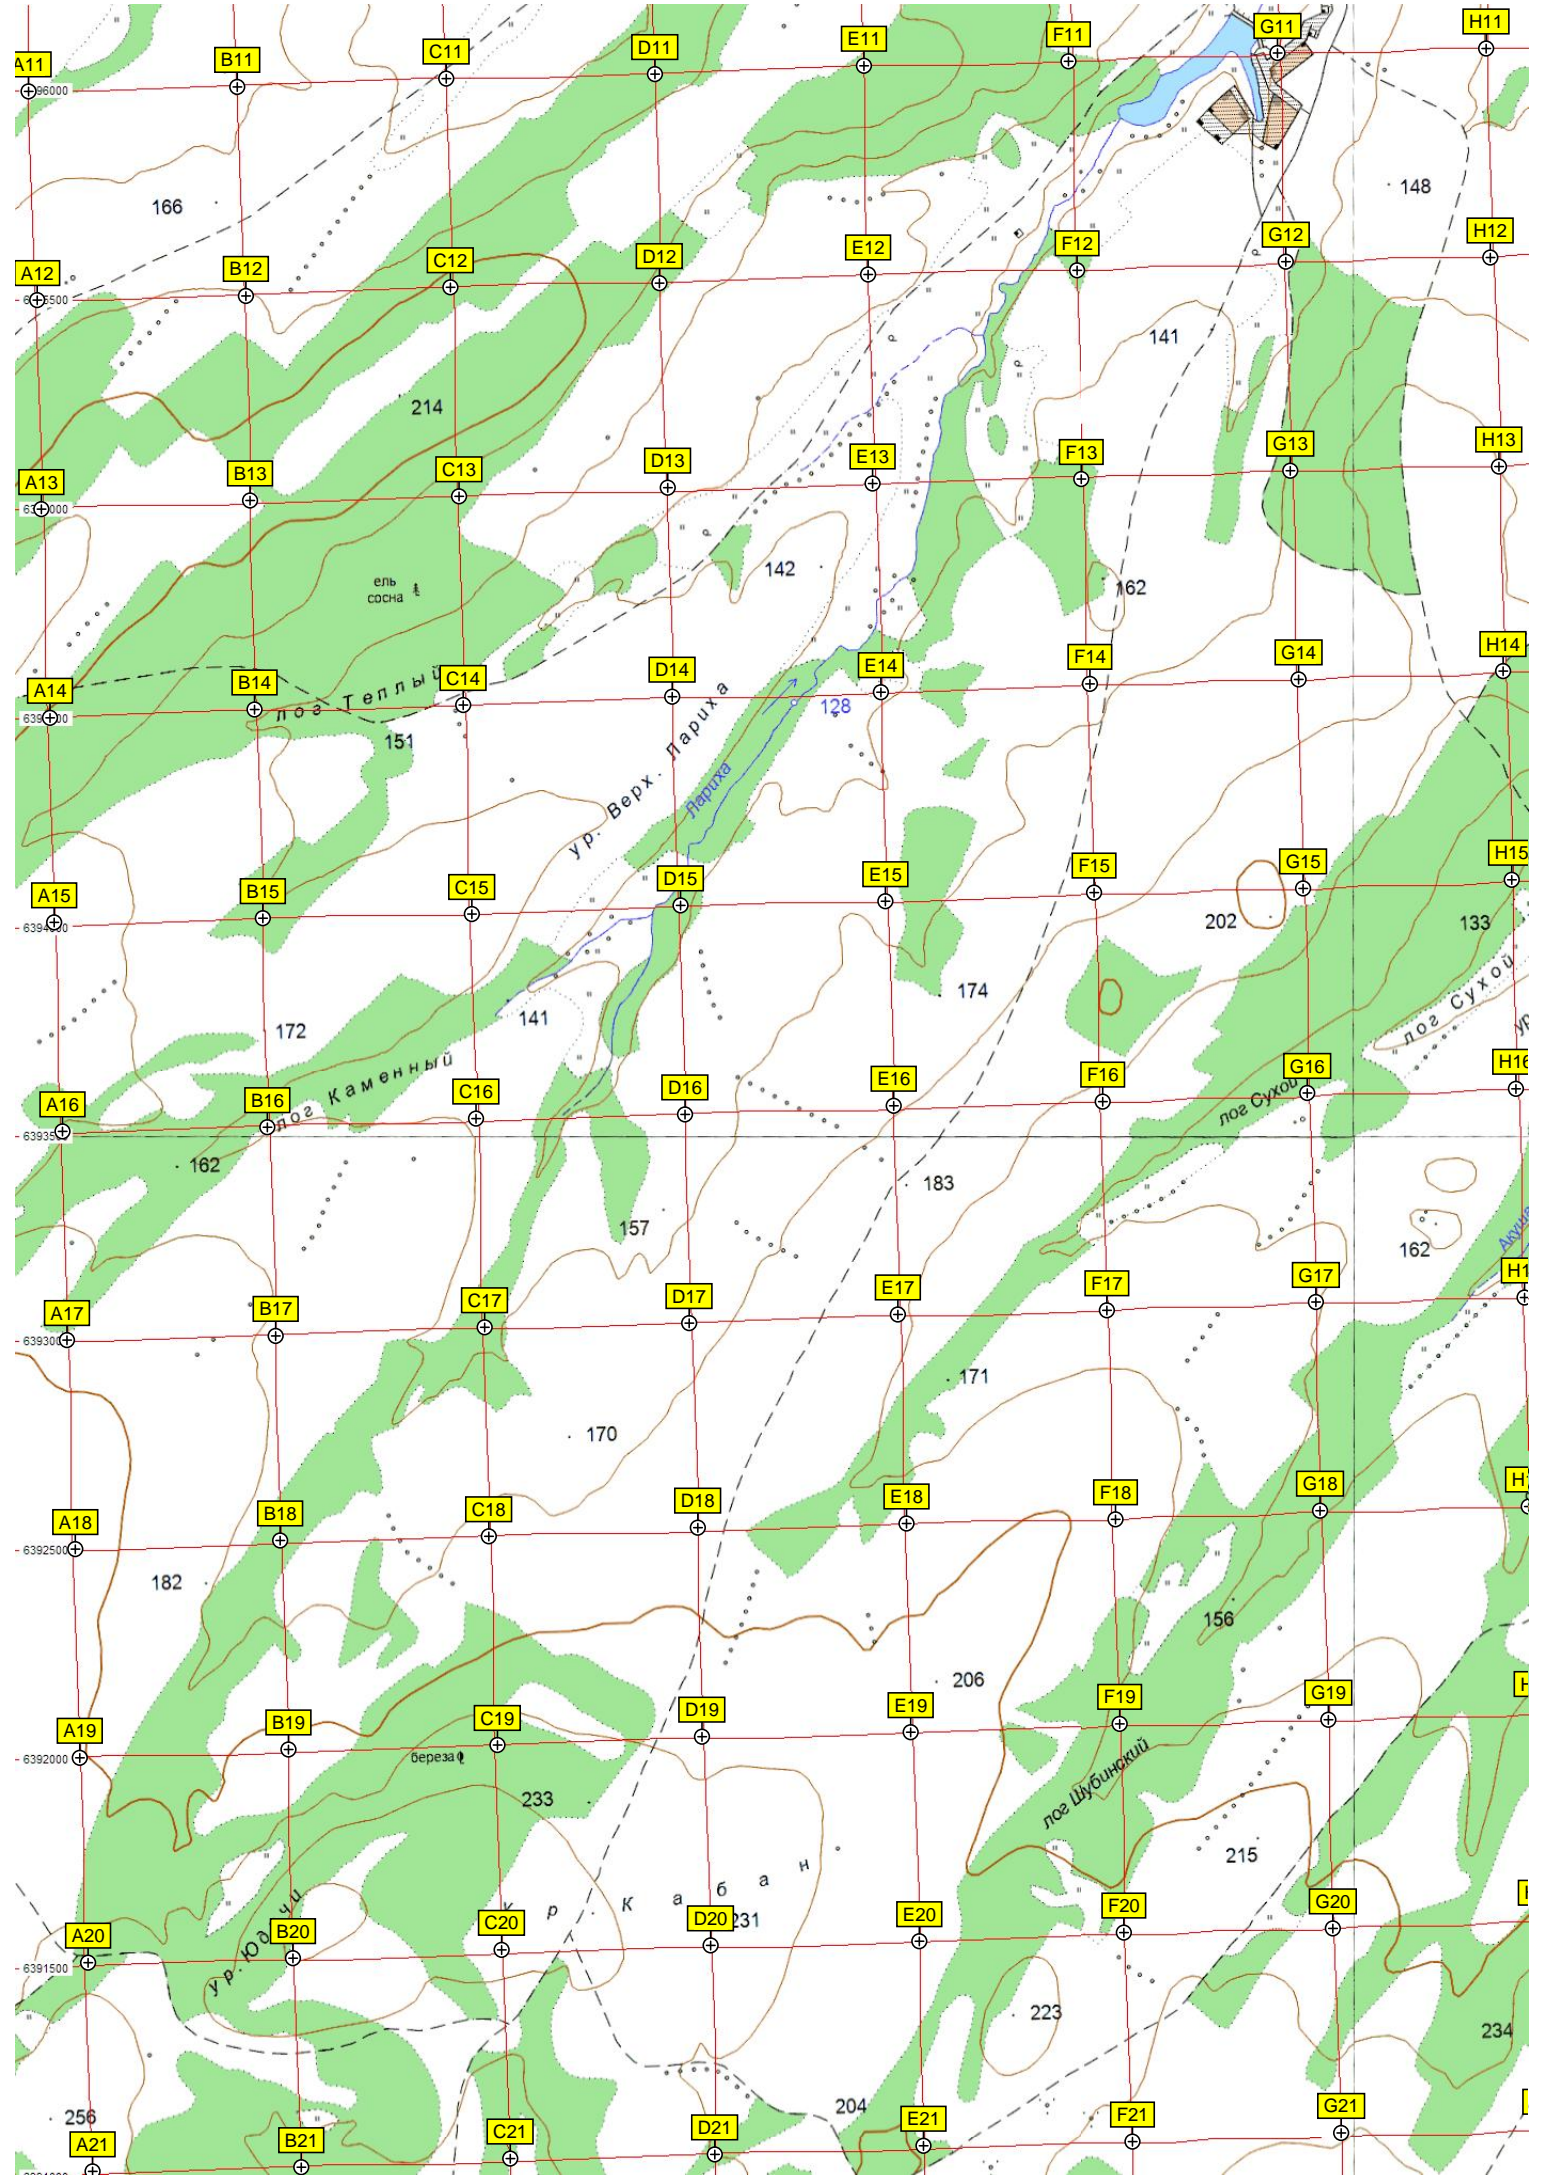 A11 B11 C11 D11 E11 F11 G11 H11
96000
166 148
A12 B12 C12 D12 E12 F12 G12 H12
141
214
A13 B13 C13 D13 E13 F13 G13 H13
ель
сосна
142 162
A14 B14 C14 D14 E14 F14 G14 H14
лог Теплый
151
ур. Верх. Лариха
128
Лариха
A15 B15 C15 D15 E15 F15 G15 H15
202 133
174
лог Сухой
172 141
лог Каменный
ур
A16 B16 C16 D16 E16 F16 G16 H16
лог Сухой
162 183
157 162
A17 B17 C17 D17 E17 F17 G17 H1
171
170
A18 B18 C18 D18 E18 F18 G18 H
6392500
182 156
206
A19 B19 C19 D19 E19 F19 G19 H
6392000
береза
233
лог Шубинский
215
ур. Кабан
231
A20 B20 C20 D20 E20 F20 G20
6391500
223 234
256 204
A21 B21 C21 D21 E21 F21 G21